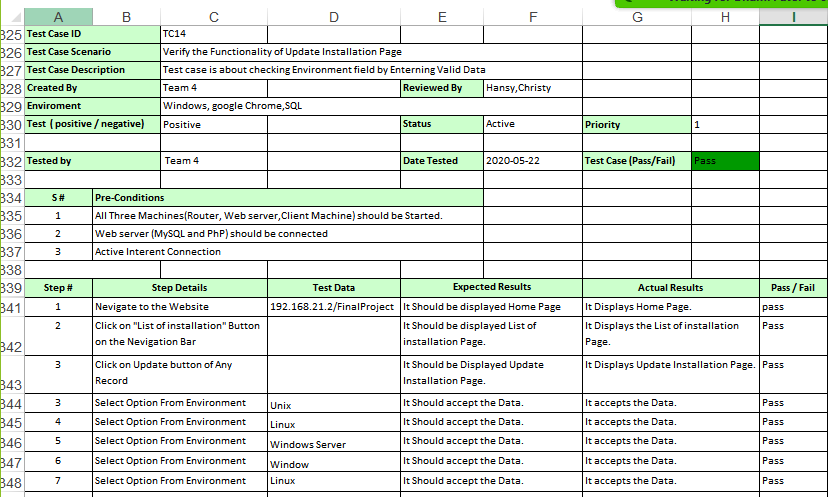 A B C D E F G H I
325 Test Case ID TC14
326 Test Case Scenario Verify the Functionality of Update Installation Page
327 Test Case Description Test case is about checking Environment field by Enterning Valid Data
328 Created By Team 4 Reviewed By Hansy,Christy
329 Enviroment Windows, google Chrome,SQL
330 Test ( positive / negative) Positive Status Active Priority 1
331
332 Tested by Team 4 Date Tested 2020-05-22 Test Case (Pass/Fail) Pass
333
334 S # Pre-Conditions
335 1 All Three Machines(Router, Web server,Client Machine) should be Started.
336 2 Web server (MySQL and PhP) should be connected
337 3 Active Interent Connection
338
339 Step # Step Details Test Data Expected Results Actual Results Pass / Fail
341 1 Nevigate to the Website 192.168.21.2/FinalProject It Should be displayed Home Page It Displays Home Page. pass
2 Click on "List of installation" Button It Should be displayed List of It Displays the List of installation Pass
342 on the Nevigation Bar installation Page. Page.
3 Click on Update button of Any It Should be Displayed Update It Displays Update Installation Page. Pass
343 Record Installation Page.
344 3 Select Option From Environment Unix It Should accept the Data. It accepts the Data. Pass
345 4 Select Option From Environment Linux It Should accept the Data. It accepts the Data. Pass
346 5 Select Option From Environment Windows Server It Should accept the Data. It accepts the Data. Pass
347 6 Select Option From Environment Window It Should accept the Data. It accepts the Data. Pass
348 7 Select Option From Environment Linux It Should accept the Data. It accepts the Data. Pass